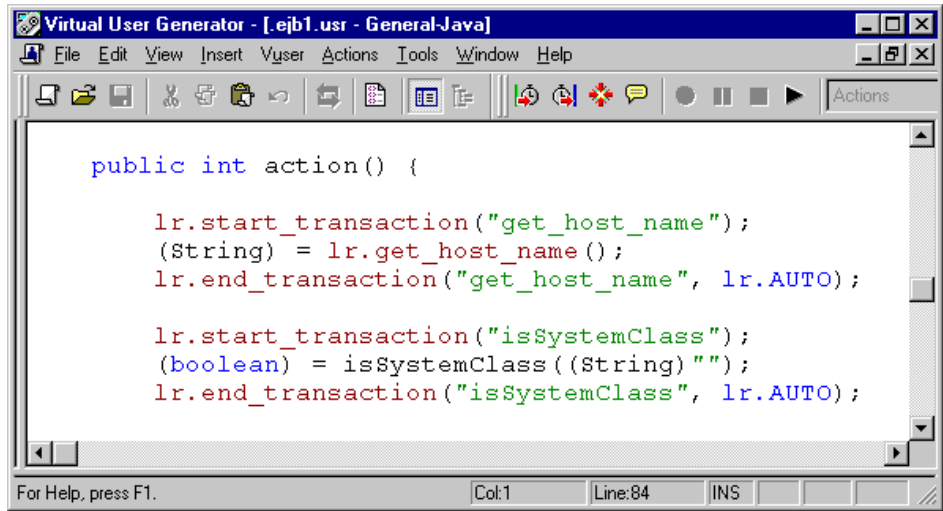 Virtual User Generator - [.ejb1.usr - General-Java]
File Edit View Insert Vuser Actions Tools Window Help
Actions
public int action() {
lr.start_transaction("get_host_name");
(String) = lr.get_host_name();
lr.end_transaction("get_host_name", lr.AUTO);
lr.start_transaction("isSystemClass");
(boolean) = isSystemClass((String)"");
lr.end_transaction("isSystemClass", lr.AUTO);
For Help, press F1. Col:1 Line:84 INS